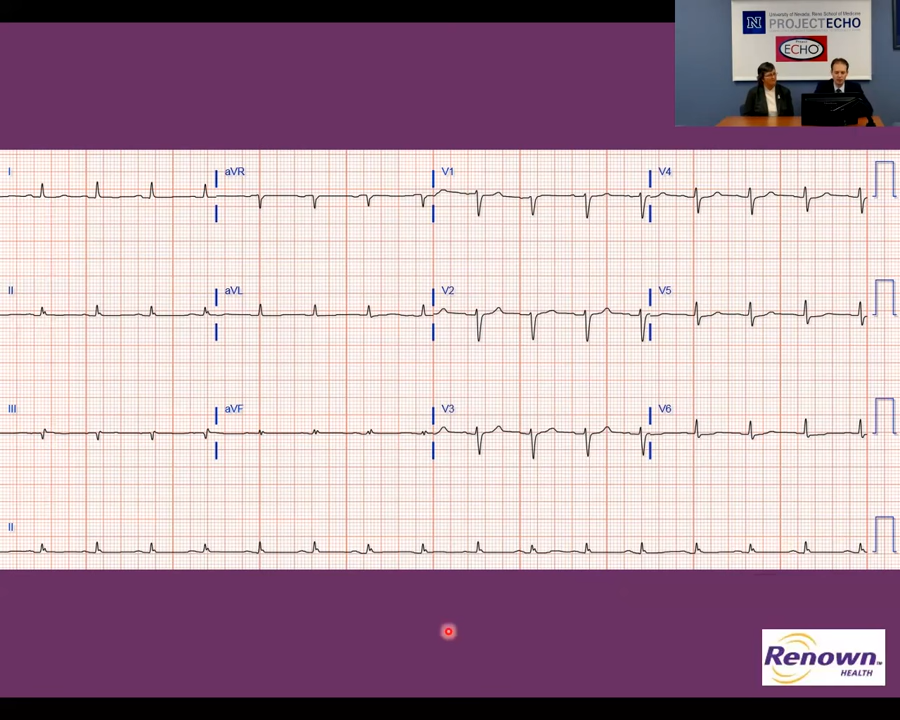 University of Nevada, Reno School of Medicine
N PROJECT ECHO
ECHO
I
aVR
V1
V4
II
aVL
V2
V5
III
aVF
V3
V6
II
Renown
HEALTH